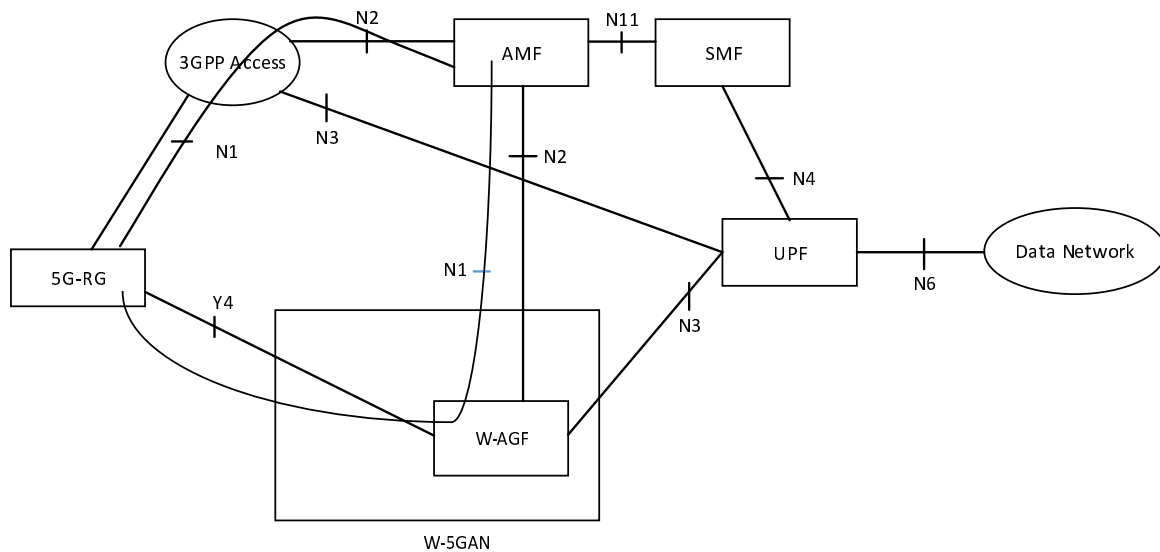 N2
N11
3GPP Access
AMF
SMF
N3
N1
N2
N4
5G-RG
N1
UPF
Data Network
N6
Y4
N3
W-AGF
W-5GAN